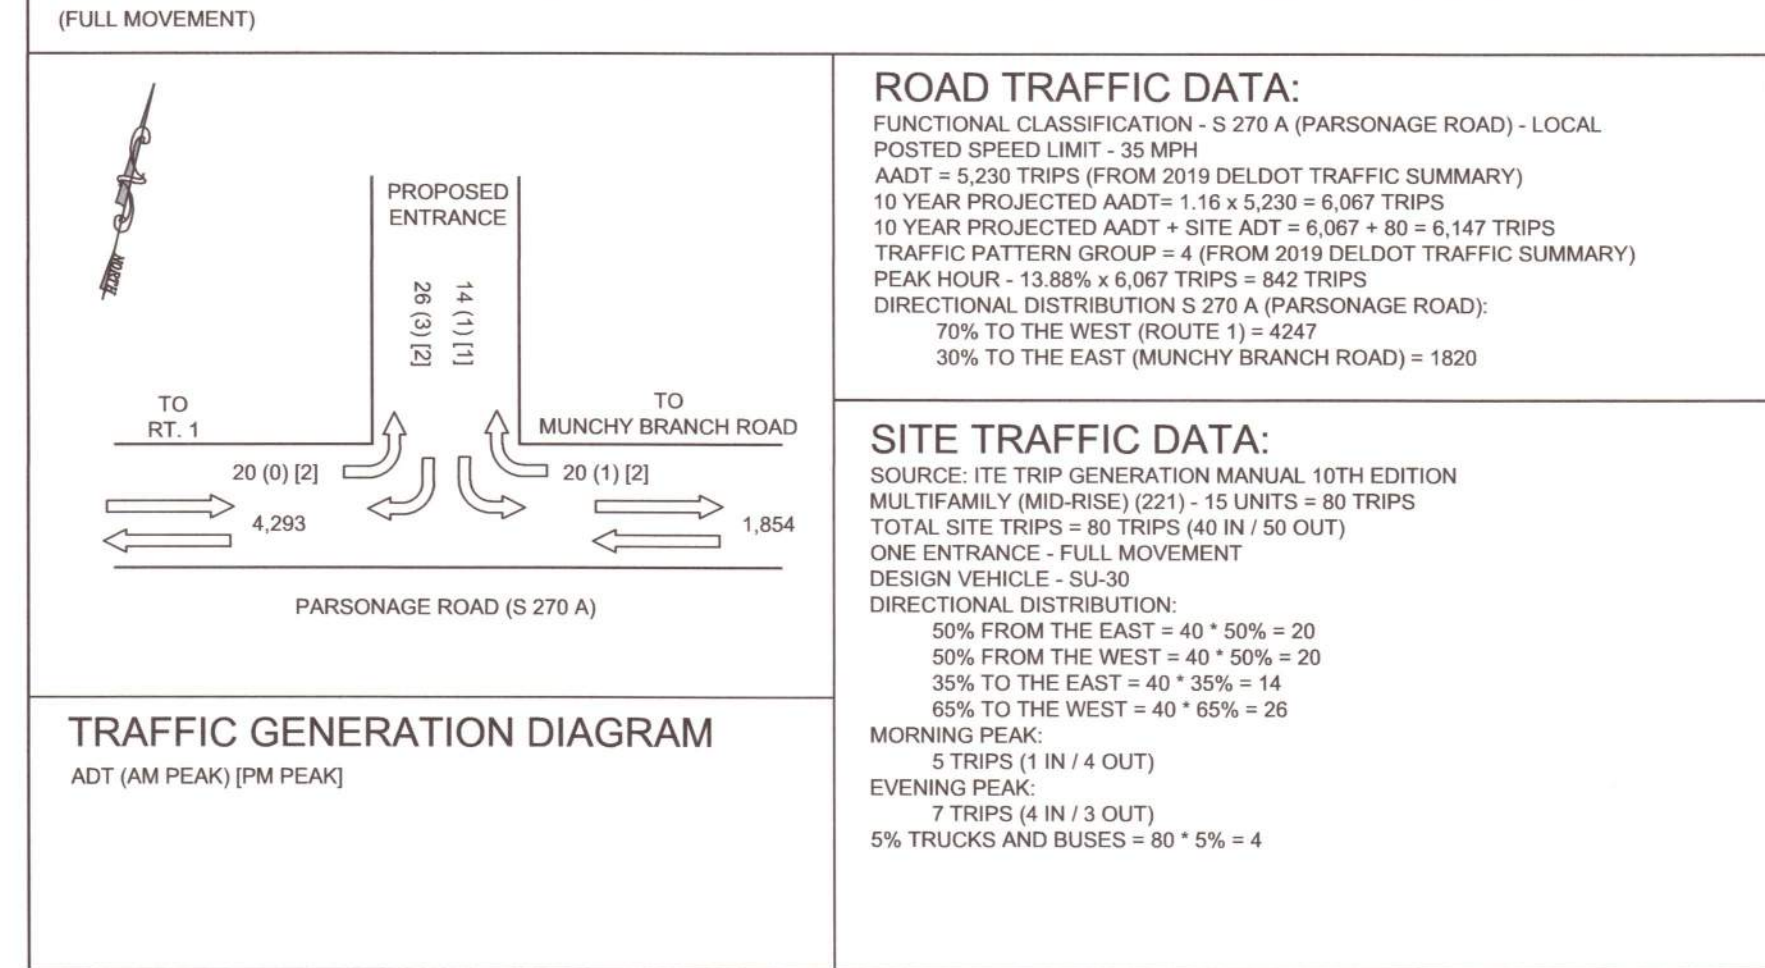 (FULL MOVEMENT)
NORTH
PROPOSED
ENTRANCE
14 (1) [1]
26 (3) [2]
TO
RT. 1
TO
MUNCHY BRANCH ROAD
20 (0) [2]
20 (1) [2]
4,293
1,854
PARSONAGE ROAD (S 270 A)
TRAFFIC GENERATION DIAGRAM
ADT (AM PEAK) [PM PEAK]
ROAD TRAFFIC DATA:
FUNCTIONAL CLASSIFICATION - S 270 A (PARSONAGE ROAD) - LOCAL
POSTED SPEED LIMIT - 35 MPH
AADT = 5,230 TRIPS (FROM 2019 DELDOT TRAFFIC SUMMARY)
10 YEAR PROJECTED AADT= 1.16 x 5,230 = 6,067 TRIPS
10 YEAR PROJECTED AADT + SITE ADT = 6,067 + 80 = 6,147 TRIPS
TRAFFIC PATTERN GROUP = 4 (FROM 2019 DELDOT TRAFFIC SUMMARY)
PEAK HOUR - 13.88% x 6,067 TRIPS = 842 TRIPS
DIRECTIONAL DISTRIBUTION S 270 A (PARSONAGE ROAD):
70% TO THE WEST (ROUTE 1) = 4247
30% TO THE EAST (MUNCHY BRANCH ROAD) = 1820
SITE TRAFFIC DATA:
SOURCE: ITE TRIP GENERATION MANUAL 10TH EDITION
MULTIFAMILY (MID-RISE) (221) - 15 UNITS = 80 TRIPS
TOTAL SITE TRIPS = 80 TRIPS (40 IN / 50 OUT)
ONE ENTRANCE - FULL MOVEMENT
DESIGN VEHICLE - SU-30
DIRECTIONAL DISTRIBUTION:
50% FROM THE EAST = 40 * 50% = 20
50% FROM THE WEST = 40 * 50% = 20
35% TO THE EAST = 40 * 35% = 14
65% TO THE WEST = 40 * 65% = 26
MORNING PEAK:
5 TRIPS (1 IN / 4 OUT)
EVENING PEAK:
7 TRIPS (4 IN / 3 OUT)
5% TRUCKS AND BUSES = 80 * 5% = 4